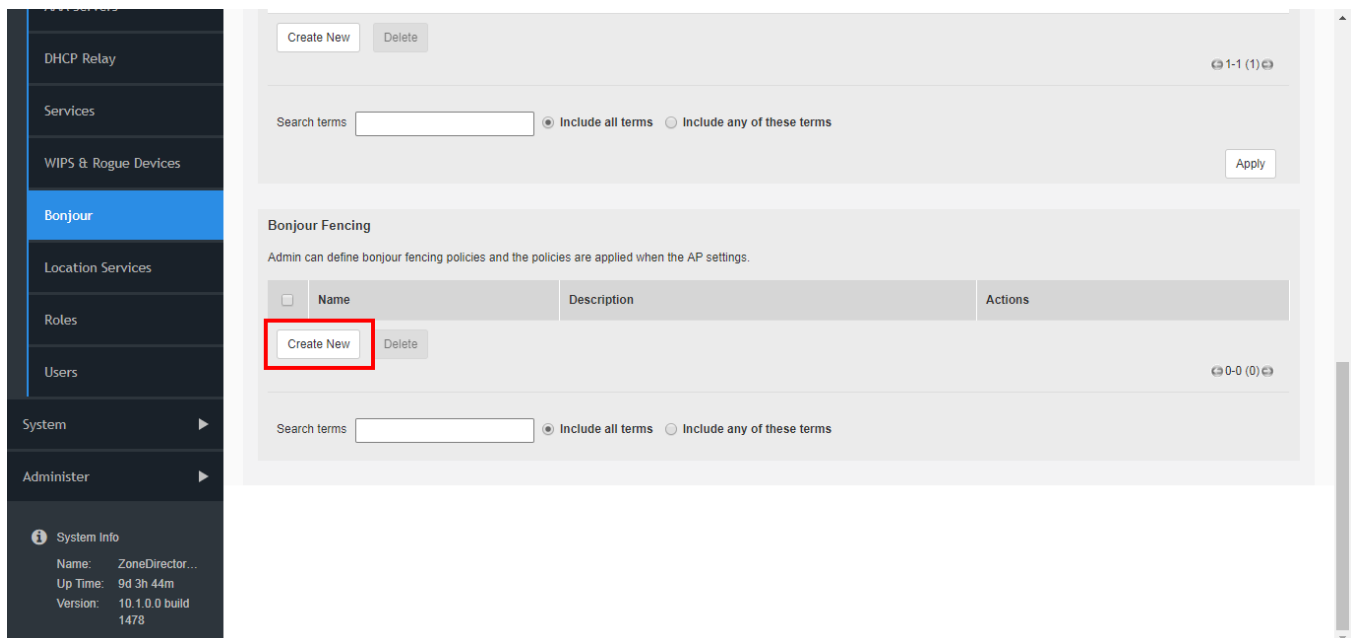 Create New Delete
DHCP Relay
1-1 (1)
Services
Search terms Include all terms Include any of these terms
WIPS & Rogue Devices
Apply
Bonjour
Bonjour Fencing
Admin can define bonjour fencing policies and the policies are applied when the AP settings.
Location Services
Name Description Actions
Roles
Create New Delete
Users
0-0 (0)
System
Search terms Include all terms Include any of these terms
Administer
System Info
Name: ZoneDirector...
Up Time: 9d 3h 44m
Version: 10.1.0.0 build
1478